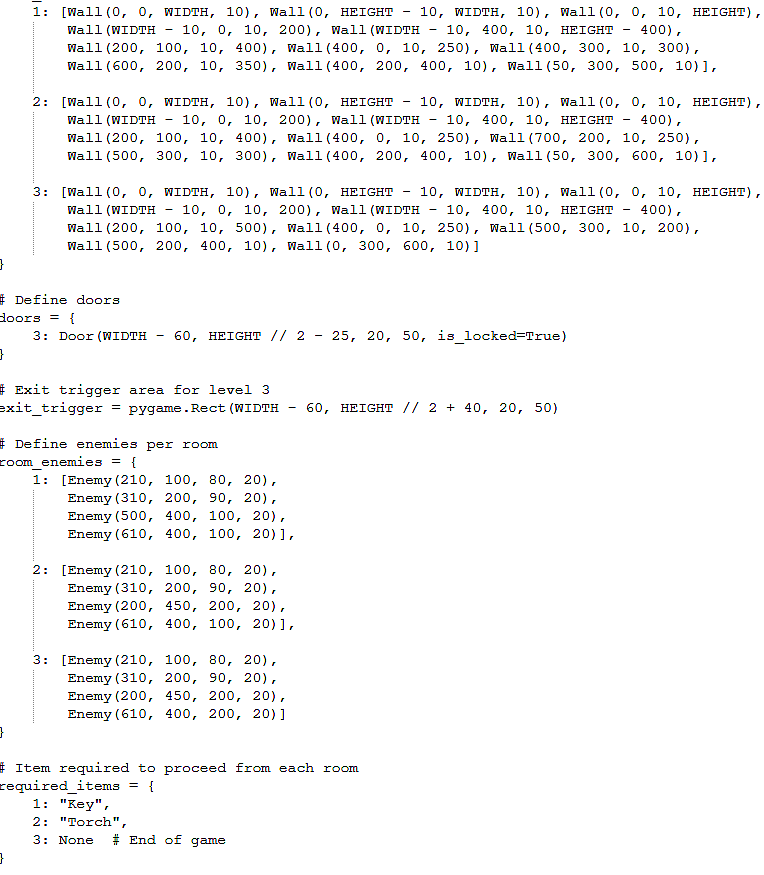 1: [Wall(0, 0, WIDTH, 10), Wall(0, HEIGHT - 10, WIDTH, 10), Wall(0, 0, 10, HEIGHT),
Wall(WIDTH - 10, 0, 10, 200), Wall(WIDTH - 10, 400, 10, HEIGHT - 400),
Wall(200, 100, 10, 400), Wall(400, 0, 10, 250), Wall(400, 300, 10, 300),
Wall(600, 200, 10, 350), Wall(400, 200, 400, 10), Wall(50, 300, 500, 10)],
2: [Wall(0, 0, WIDTH, 10), Wall(0, HEIGHT - 10, WIDTH, 10), Wall(0, 0, 10, HEIGHT),
Wall(WIDTH - 10, 0, 10, 200), Wall(WIDTH - 10, 400, 10, HEIGHT - 400),
Wall(200, 100, 10, 400), Wall(400, 0, 10, 250), Wall(700, 200, 10, 250),
Wall(500, 300, 10, 300), Wall(400, 200, 400, 10), Wall(50, 300, 600, 10)],
3: [Wall(0, 0, WIDTH, 10), Wall(0, HEIGHT - 10, WIDTH, 10), Wall(0, 0, 10, HEIGHT),
Wall(WIDTH - 10, 0, 10, 200), Wall(WIDTH - 10, 400, 10, HEIGHT - 400),
Wall(200, 100, 10, 500), Wall(400, 0, 10, 250), Wall(500, 300, 10, 200),
Wall(500, 200, 400, 10), Wall(0, 300, 600, 10)]
}
# Define doors
doors = {
3: Door(WIDTH - 60, HEIGHT // 2 - 25, 20, 50, is_locked=True)
}
# Exit trigger area for level 3
exit_trigger = pygame.Rect(WIDTH - 60, HEIGHT // 2 + 40, 20, 50)
# Define enemies per room
room_enemies = {
1: [Enemy(210, 100, 80, 20),
Enemy(310, 200, 90, 20),
Enemy(500, 400, 100, 20),
Enemy(610, 400, 100, 20)],
2: [Enemy(210, 100, 80, 20),
Enemy(310, 200, 90, 20),
Enemy(200, 450, 200, 20),
Enemy(610, 400, 100, 20)],
3: [Enemy(210, 100, 80, 20),
Enemy(310, 200, 90, 20),
Enemy(200, 450, 200, 20),
Enemy(610, 400, 200, 20)]
}
# Item required to proceed from each room
required_items = {
1: "Key",
2: "Torch",
3: None  # End of game
}